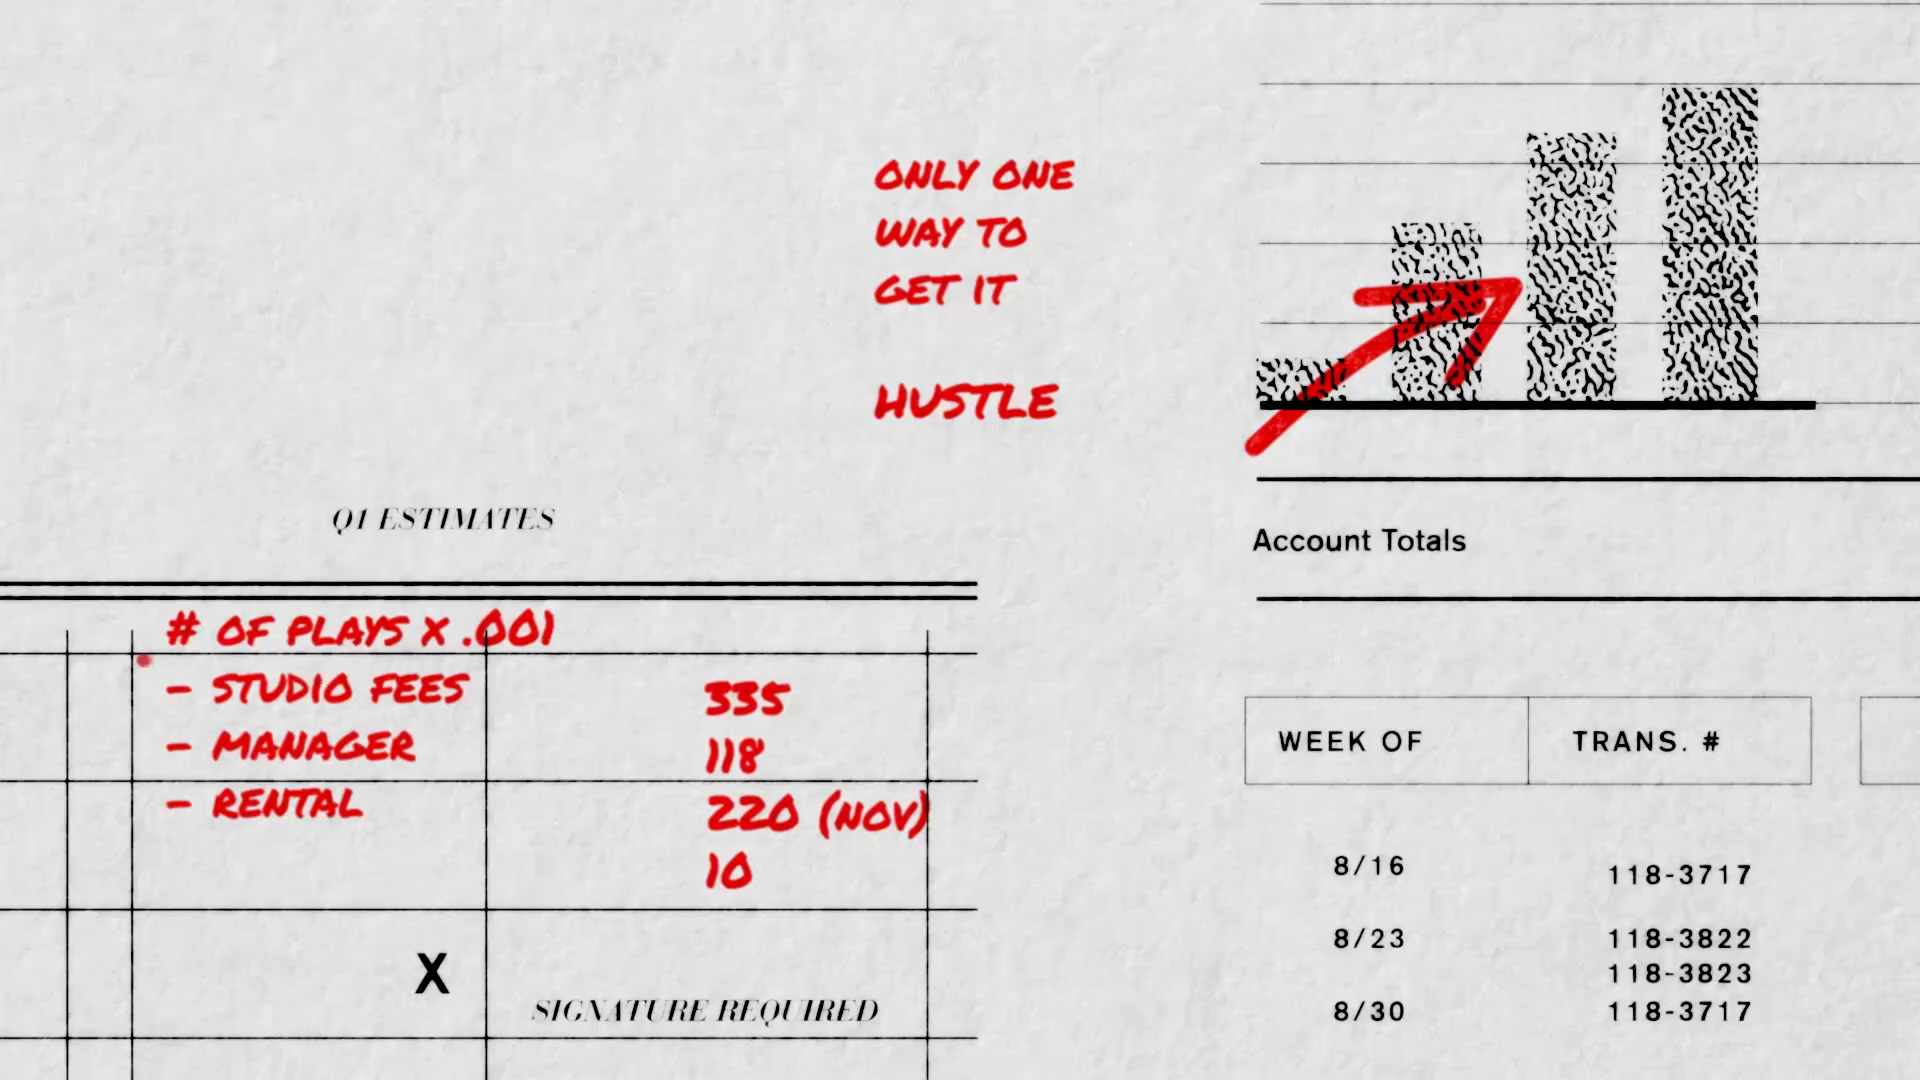 ONLY ONE
WAY TO
GET IT
HUSTLE
Q1 ESTIMATES
# OF PLAYS X .001
- STUDIO FEES
- MANAGER
- RENTAL
335
118
220 (NOV)
10
X
SIGNATURE REQUIRED
Account Totals
WEEK OF TRANS. #
8/16 118-3717
8/23 118-3822
118-3823
8/30 118-3717